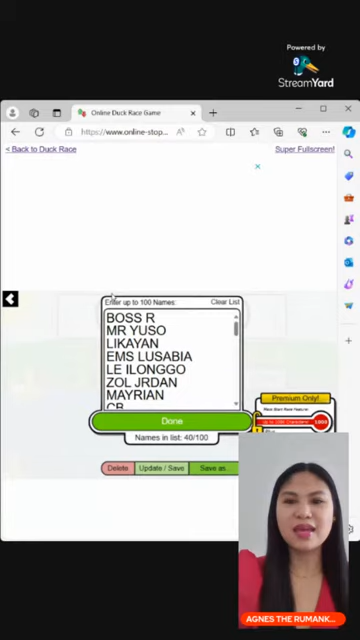 Powered by
StreamYard
Online Duck Race Game
https://www.online-stop...
< Back to Duck Race
Super Fullscreen!
Enter up to 100 Names:
Clear List
BOSS R
MR YUSO
LIKAYAN
EMS LUSABIA
LE ILONGGO
ZOL JRDAN
MAYRIAN
CB
Done
Names in list: 40/100
Delete
Update / Save
Save as...
Premium Only!
1000
AGNES THE RUMANK...